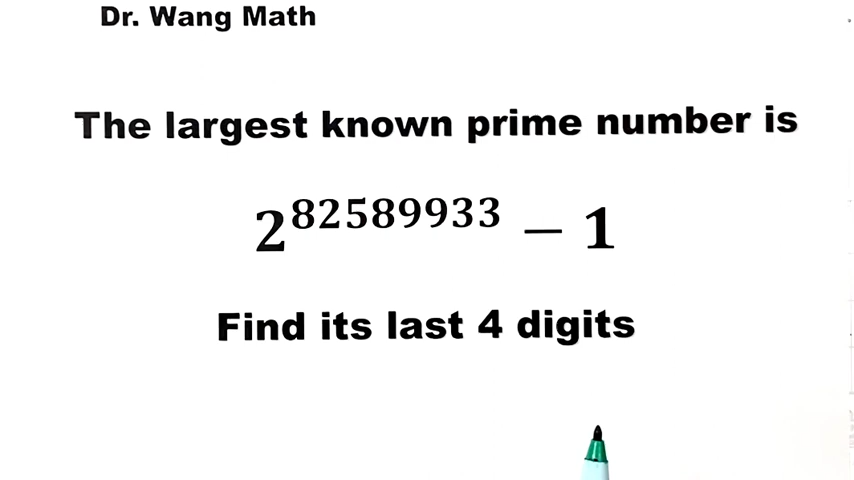 Dr. Wang Math
The largest known prime number is
2^82589933 − 1
Find its last 4 digits